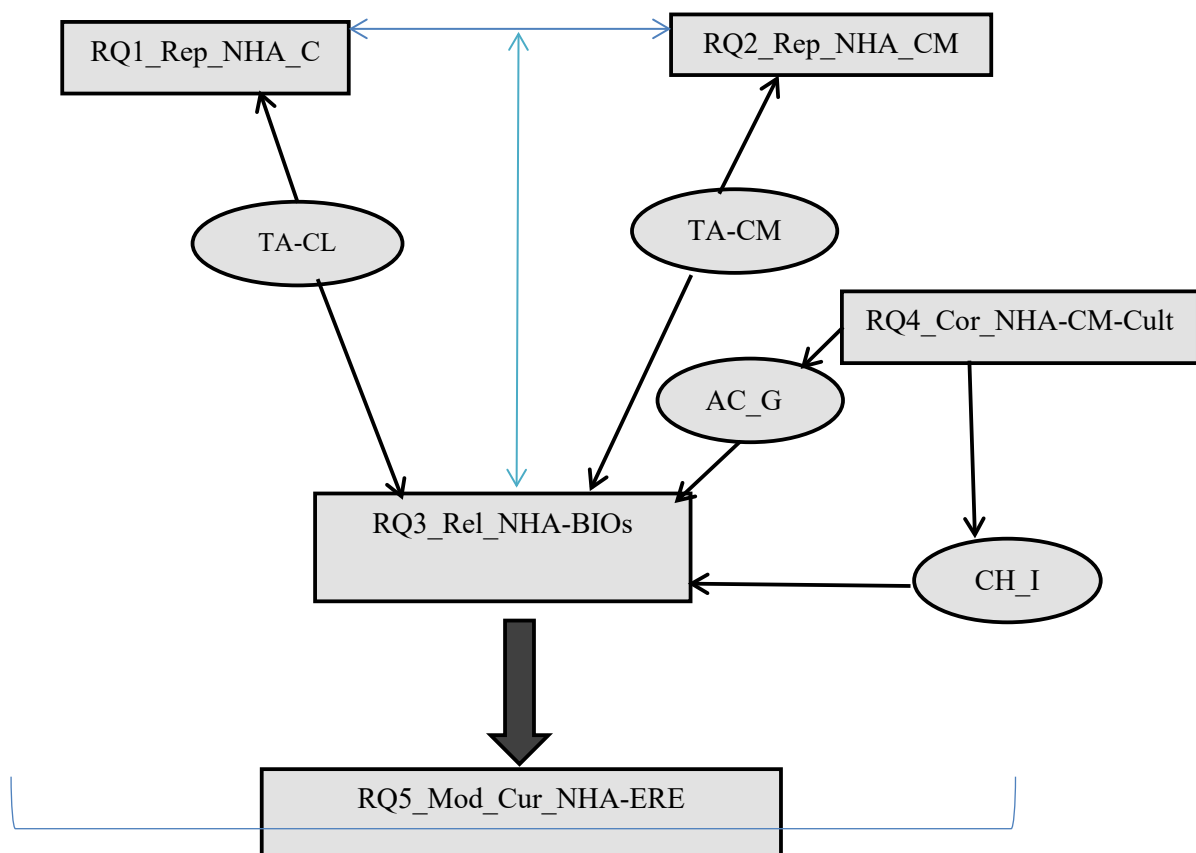 RQ1_Rep_NHA_C
RQ2_Rep_NHA_CM
TA-CL
TA-CM
RQ4_Cor_NHA-CM-Cult
AC_G
RQ3_Rel_NHA-BIOs
CH_I
RQ5_Mod_Cur_NHA-ERE